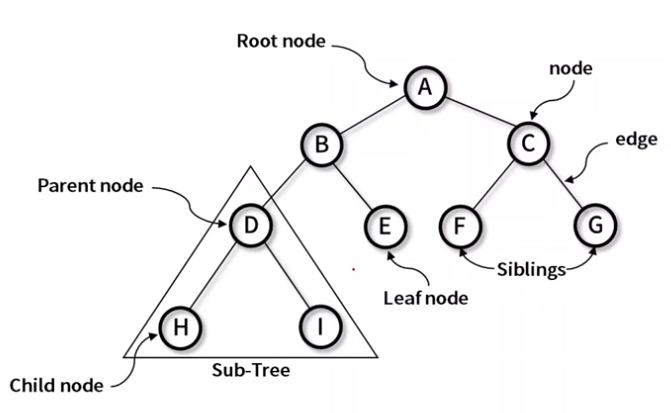 Root node
A
node
B
C
edge
Parent node
D
E
F
G
Siblings
Leaf node
H
I
Sub-Tree
Child node